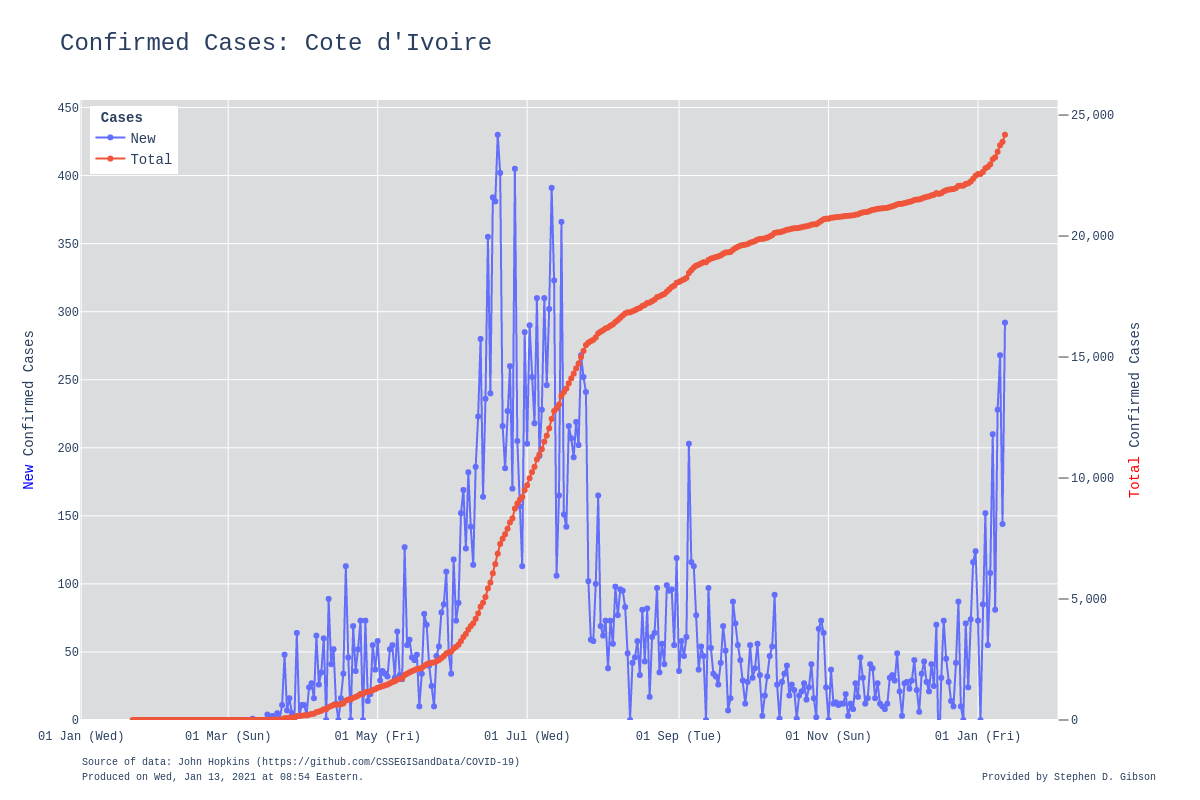 Confirmed Cases: Cote d'Ivoire
Cases
New
Total
450
400
350
300
250
200
150
100
50
0
25,000
20,000
15,000
10,000
5,000
0
New Confirmed Cases
Total Confirmed Cases
01 Jan (Wed) 01 Mar (Sun) 01 May (Fri) 01 Jul (Wed) 01 Sep (Tue) 01 Nov (Sun) 01 Jan (Fri)
Source of data: John Hopkins (https://github.com/CSSEGISandData/COVID-19)
Produced on Wed, Jan 13, 2021 at 08:54 Eastern.
Provided by Stephen D. Gibson